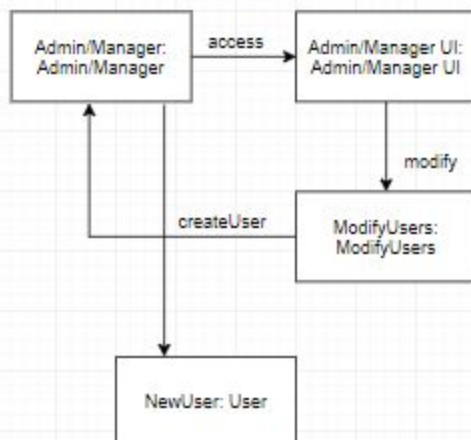 Admin/Manager:
Admin/Manager
access
Admin/Manager UI:
Admin/Manager UI
modify
createUser
ModifyUsers:
ModifyUsers
NewUser: User